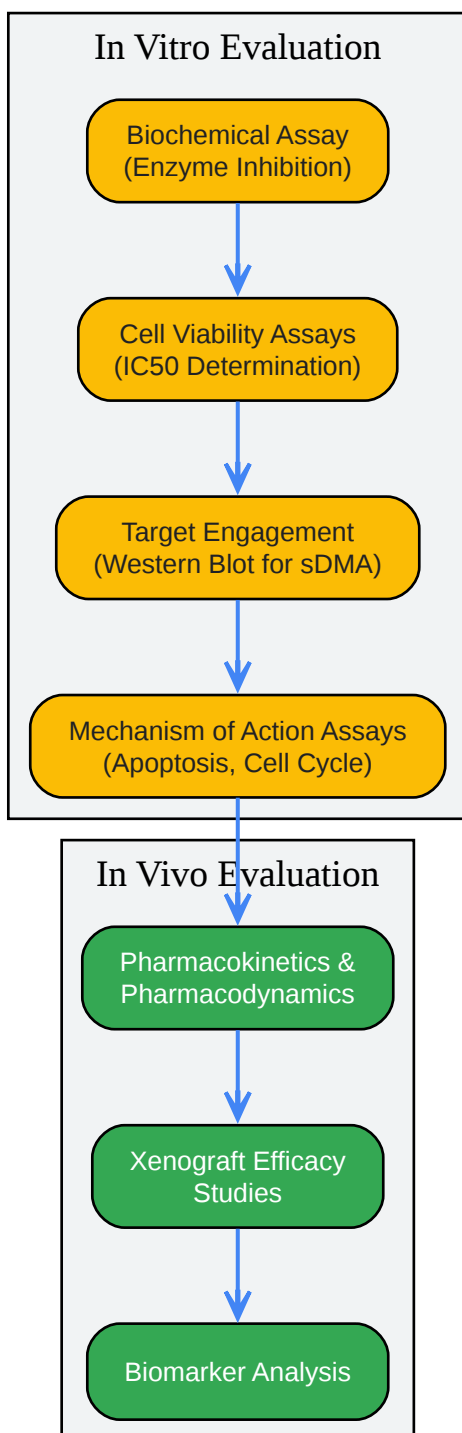 In Vitro Evaluation
Biochemical Assay
(Enzyme Inhibition)
Cell Viability Assays
(IC50 Determination)
Target Engagement
(Western Blot for sDMA)
Mechanism of Action Assays
(Apoptosis, Cell Cycle)
In Vivo Evaluation
Pharmacokinetics &
Pharmacodynamics
Xenograft Efficacy
Studies
Biomarker Analysis